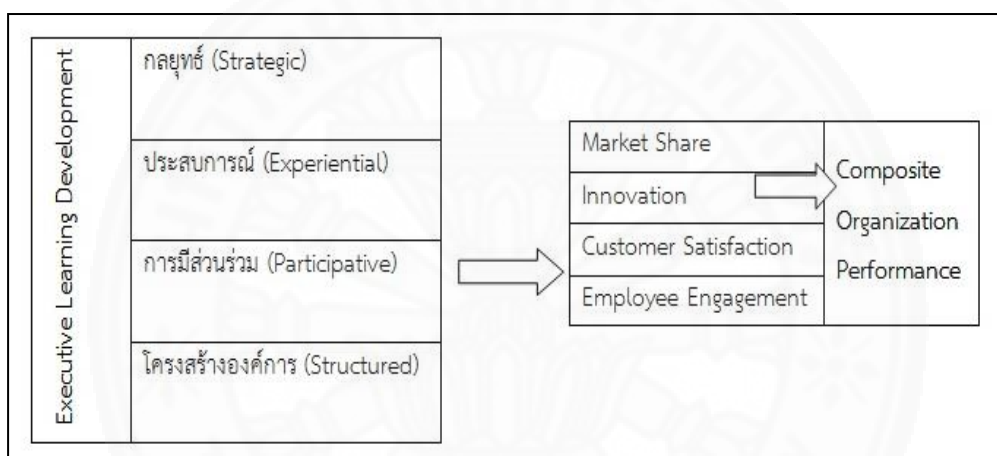 Executive Learning Development
กลยุทธ์ (Strategic)
ประสบการณ์ (Experiential)
การมีส่วนร่วม (Participative)
โครงสร้างองค์การ (Structured)
Market Share
Innovation
Customer Satisfaction
Employee Engagement
Composite
Organization
Performance